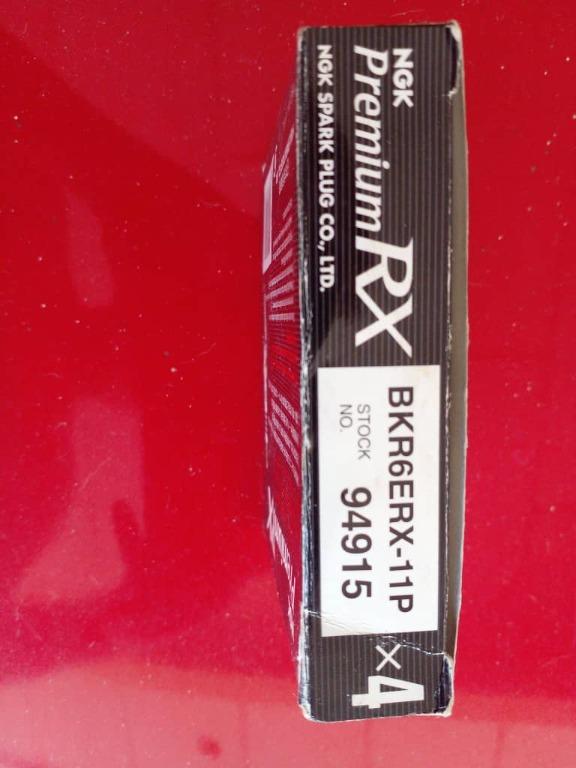 NGK
Premium RX
NGK SPARK PLUG CO., LTD.
BKR6ERX-11P
STOCK
NO.
94915
×4